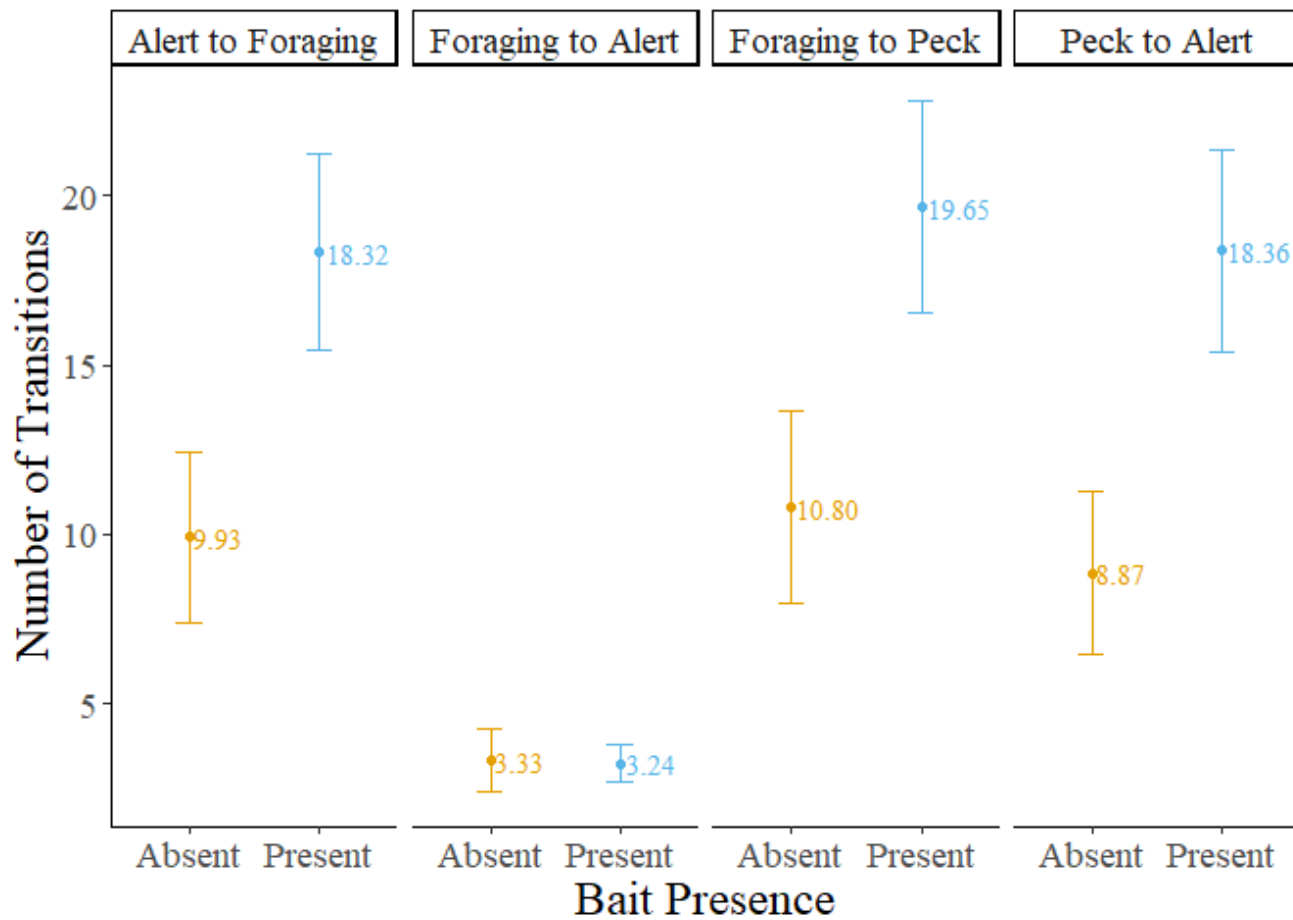 Alert to Foraging
Foraging to Alert
Foraging to Peck
Peck to Alert
Number of Transitions
20
15
10
5
9.93
18.32
3.33
3.24
10.80
19.65
8.87
18.36
Absent Present
Absent Present
Absent Present
Absent Present
Bait Presence